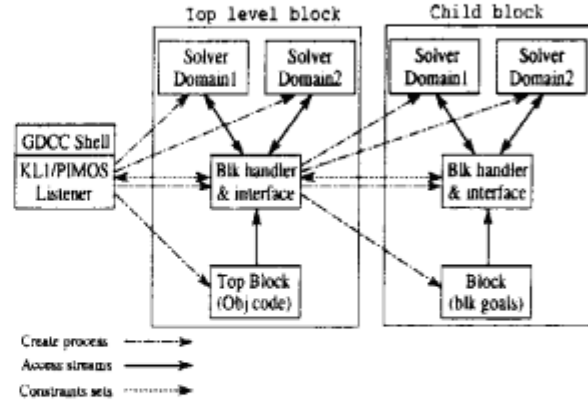 Top level block
Child block
Solver
Domain1
Solver
Domain2
Solver
Domain1
Solver
Domain2
GDCC Shell
KL1/PIMOS
Listener
Blk handler
& interface
Blk handler
& interface
Top Block
(Obj code)
Block
(blk goals)
Create process
Access streams
Constraints sets